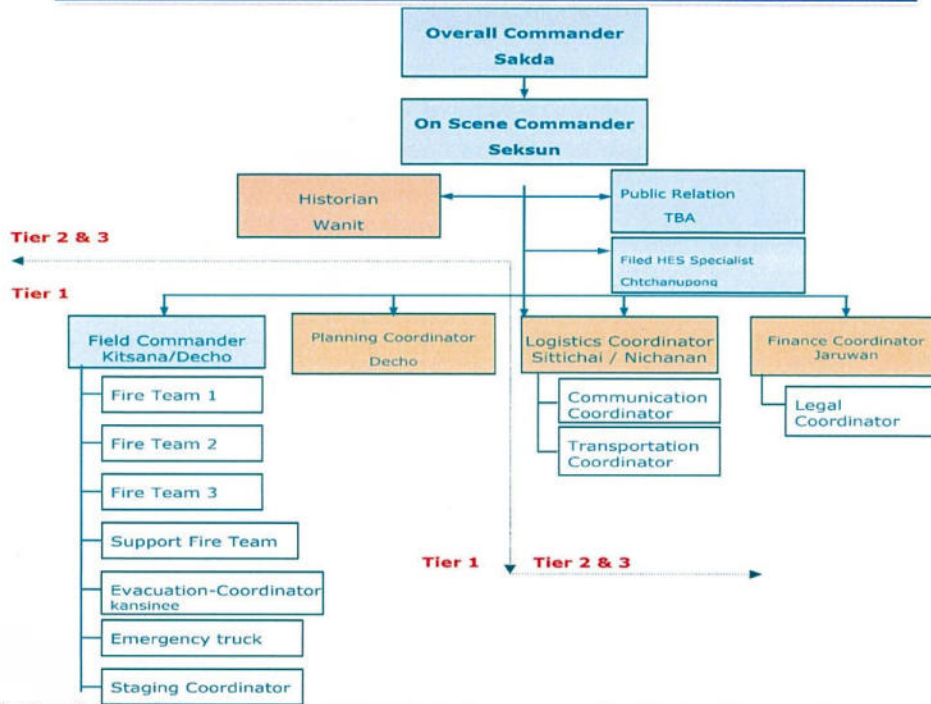 Overall Commander
Sakda
On Scene Commander
Seksun
Historian
Wanit
Public Relation
TBA
Filed HES Specialist
Chtchanupong
Tier 2 & 3
Tier 1
Field Commander
Kitsana/Decho
Planning Coordinator
Decho
Logistics Coordinator
Sittichai / Nichanan
Finance Coordinator
Jaruwan
Fire Team 1
Fire Team 2
Fire Team 3
Support Fire Team
Evacuation-Coordinator
kansinee
Emergency truck
Staging Coordinator
Communication
Coordinator
Transportation
Coordinator
Legal
Coordinator
Tier 1
Tier 2 & 3